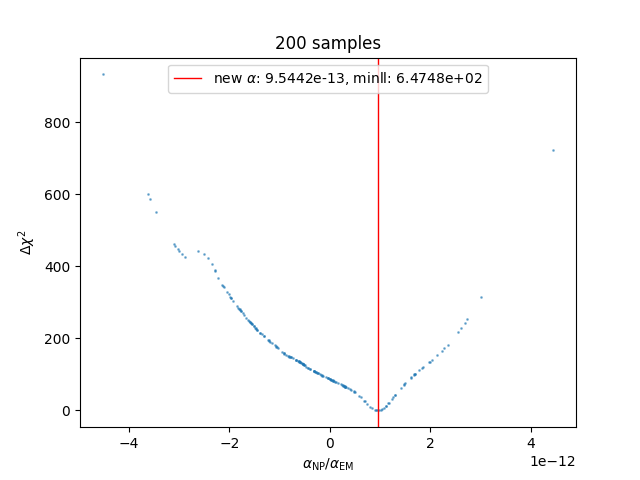 200 samples
new α: 9.5442e-13, minll: 6.4748e+02
Δχ²
800
600
400
200
0
−4
−2
0
2
4
1e−12
α_NP/α_EM